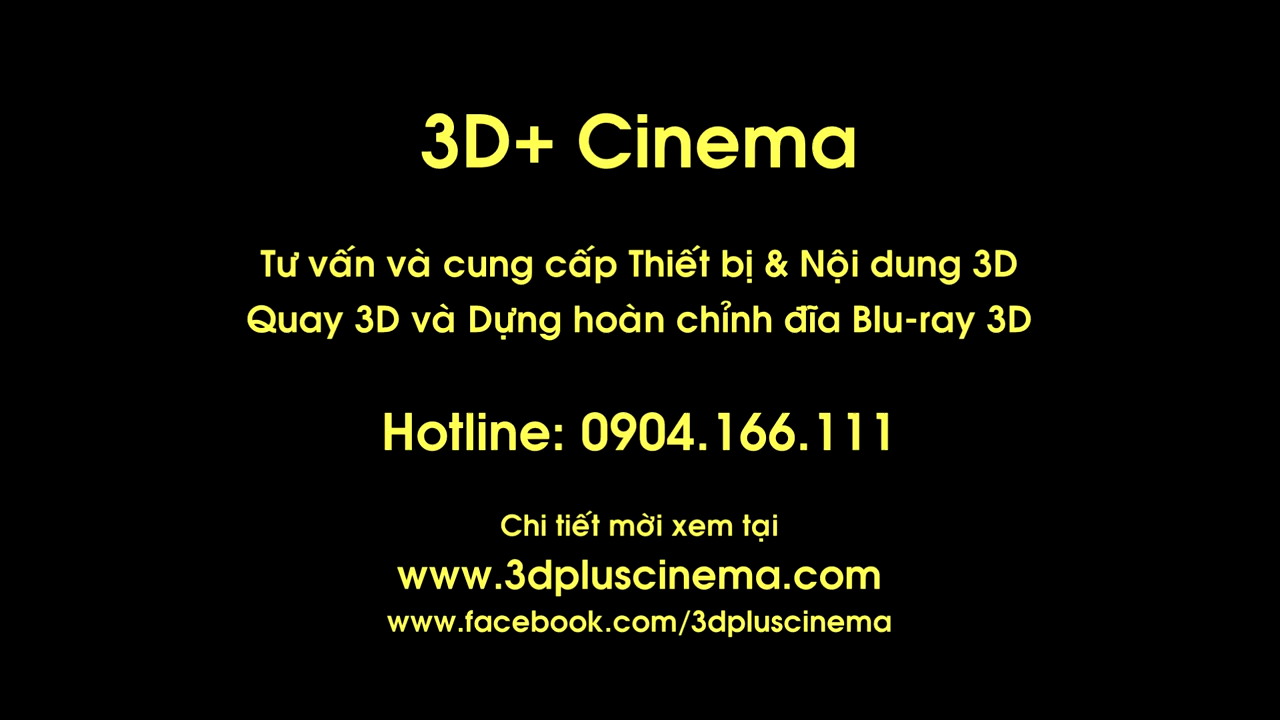 3D+ Cinema
Tư vấn và cung cấp Thiết bị & Nội dung 3D
Quay 3D và Dựng hoàn chỉnh đĩa Blu-ray 3D
Hotline: 0904.166.111
Chi tiết mời xem tại
www.3dpluscinema.com
www.facebook.com/3dpluscinema